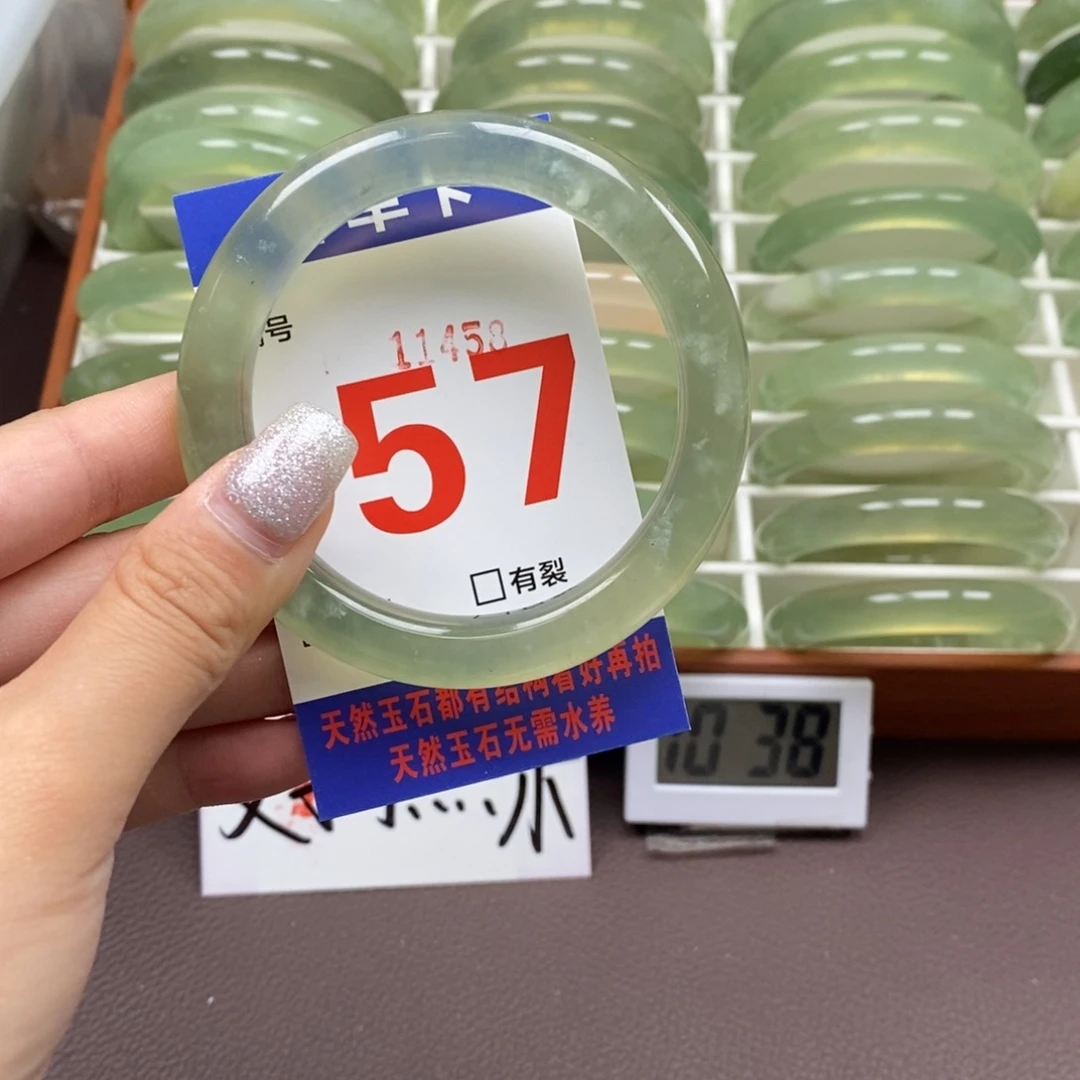 卡
号
11458
57
□有裂
天然玉石都有结构看好再拍
天然玉石无需水养
10 38